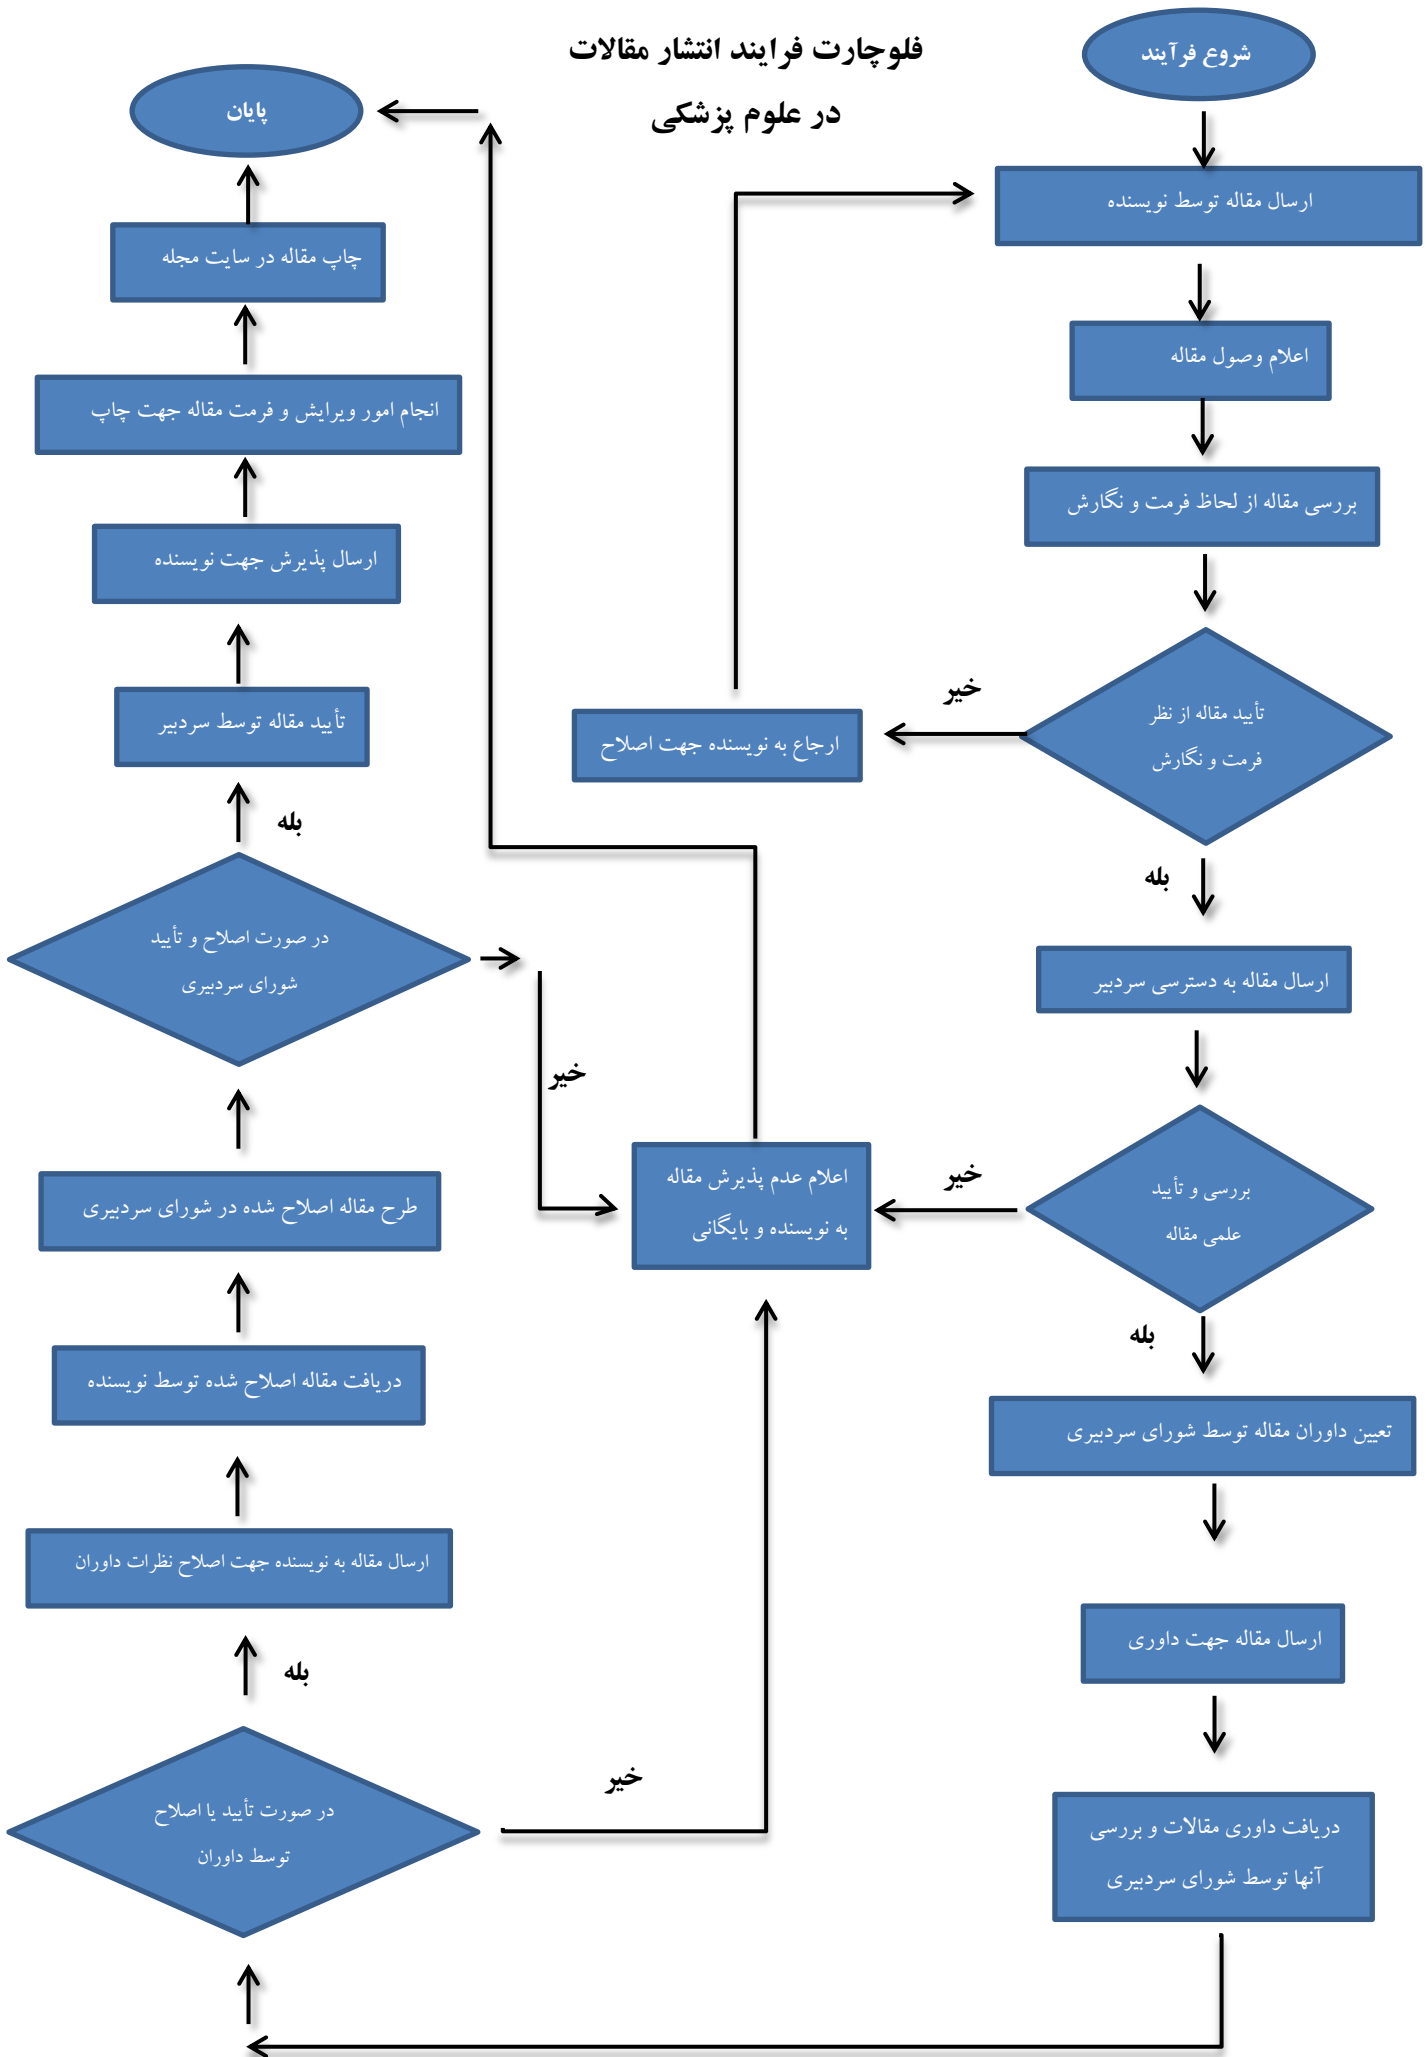 فلوچارت فرایند انتشار مقالات
در علوم پزشکی
شروع فرآیند
ارسال مقاله توسط نویسنده
اعلام وصول مقاله
بررسی مقاله از لحاظ فرمت و نگارش
تأیید مقاله از نظر
فرمت و نگارش
خیر
ارجاع به نویسنده جهت اصلاح
بله
ارسال مقاله به دسترسی سردبیر
بررسی و تأیید
علمی مقاله
خیر
اعلام عدم پذیرش مقاله
به نویسنده و بایگانی
بله
تعیین داوران مقاله توسط شورای سردبیری
ارسال مقاله جهت داوری
دریافت داوری مقالات و بررسی
آنها توسط شورای سردبیری
در صورت تأیید یا اصلاح
توسط داوران
خیر
بله
ارسال مقاله به نویسنده جهت اصلاح نظرات داوران
دریافت مقاله اصلاح شده توسط نویسنده
طرح مقاله اصلاح شده در شورای سردبیری
در صورت اصلاح و تأیید
شورای سردبیری
خیر
بله
تأیید مقاله توسط سردبیر
ارسال پذیرش جهت نویسنده
انجام امور ویرایش و فرمت مقاله جهت چاپ
چاپ مقاله در سایت مجله
پایان